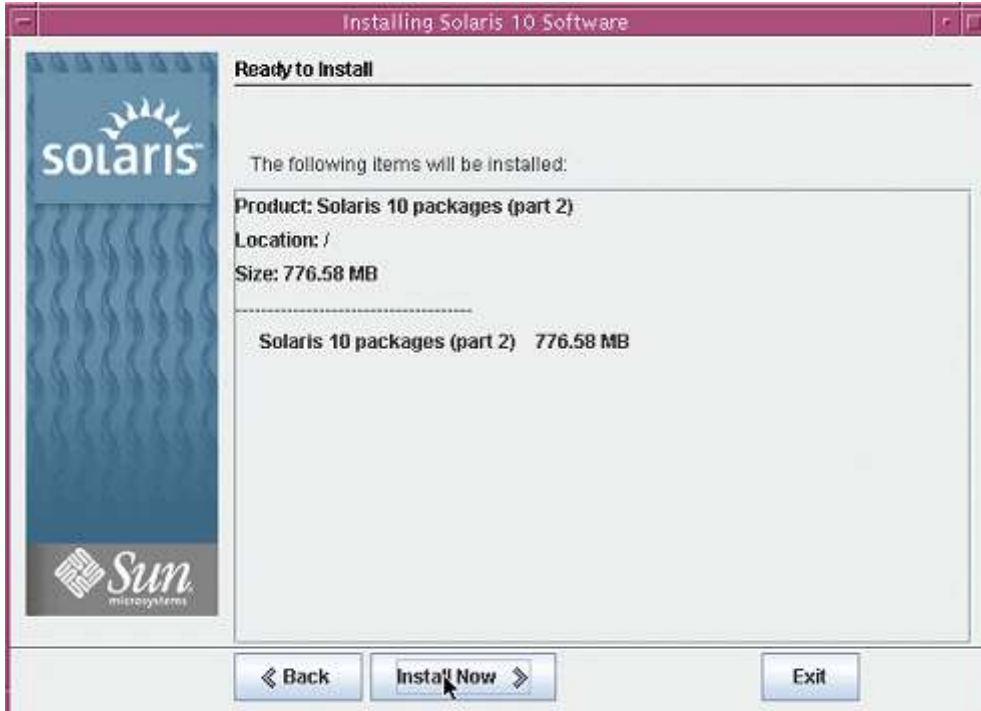 Installing Solaris 10 Software
solaris
Ready to Install
The following items will be installed:
Product: Solaris 10 packages (part 2)
Location: /
Size: 776.58 MB
----------------------------------
Solaris 10 packages (part 2) 776.58 MB
Sun
microsystems
Back
Install Now
Exit